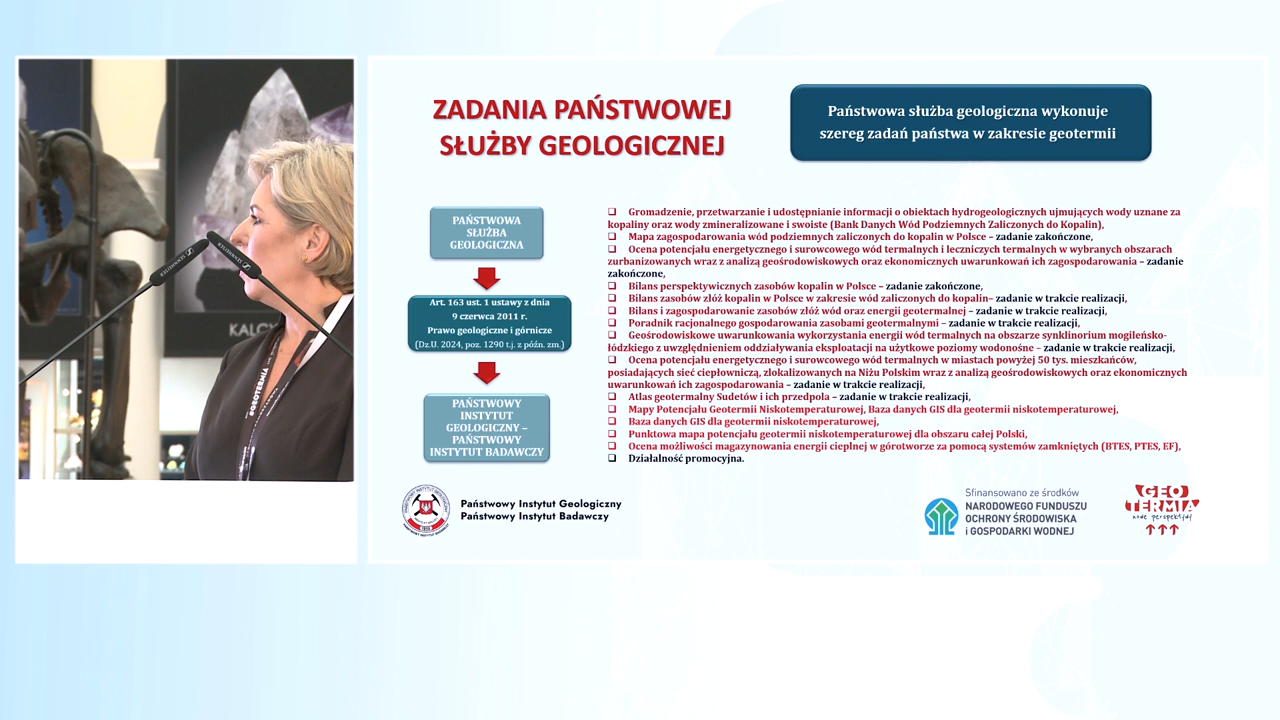 ZADANIA PAŃSTWOWEJ
SŁUŻBY GEOLOGICZNEJ
Państwowa służba geologiczna wykonuje
szereg zadań państwa w zakresie geotermii
PAŃSTWOWA
SŁUŻBA
GEOLOGICZNA
Art. 163 ust. 1 ustawy z dnia
9 czerwca 2011 r.
Prawo geologiczne i górnicze
(Dz.U. 2024, poz. 1290 t.j. z późn. zm.)
PAŃSTWOWY
INSTYTUT
GEOLOGICZNY –
PAŃSTWOWY
INSTYTUT BADAWCZY
Gromadzenie, przetwarzanie i udostępnianie informacji o obiektach hydrogeologicznych ujmujących wody uznane za
kopaliny oraz wody zmineralizowane i swoiste (Bank Danych Wód Podziemnych Zaliczonych do Kopalin),
Mapa zagospodarowania wód podziemnych zaliczonych do kopalin w Polsce – zadanie zakończone,
Ocena potencjału energetycznego i surowcowego wód termalnych i leczniczych termalnych w wybranych obszarach
zurbanizowanych wraz z analizą geośrodowiskowych oraz ekonomicznych uwarunkowań ich zagospodarowania – zadanie
zakończone,
Bilans perspektywicznych zasobów kopalin w Polsce – zadanie zakończone,
Bilans zasobów złóż kopalin w Polsce w zakresie wód zaliczonych do kopalin– zadanie w trakcie realizacji,
Bilans i zagospodarowanie zasobów złóż wód oraz energii geotermalnej – zadanie w trakcie realizacji,
Poradnik racjonalnego gospodarowania zasobami geotermalnymi – zadanie w trakcie realizacji,
Geośrodowiskowe uwarunkowania wykorzystania energii wód termalnych na obszarze synklinorium mogileńsko-
łódzkiego z uwzględnieniem oddziaływania eksploatacji na użytkowe poziomy wodonośne – zadanie w trakcie realizacji,
Ocena potencjału energetycznego i surowcowego wód termalnych w miastach powyżej 50 tys. mieszkańców,
posiadających sieć ciepłowniczą, zlokalizowanych na Niżu Polskim wraz z analizą geośrodowiskowych oraz ekonomicznych
uwarunkowań ich zagospodarowania – zadanie w trakcie realizacji,
Atlas geotermalny Sudetów i ich przedpola – zadanie w trakcie realizacji,
Mapy Potencjału Geotermii Niskotemperaturowej, Baza danych GIS dla geotermii niskotemperaturowej,
Baza danych GIS dla geotermii niskotemperaturowej,
Punktowa mapa potencjału geotermii niskotemperaturowej dla obszaru całej Polski,
Ocena możliwości magazynowania energii cieplnej w górotworze za pomocą systemów zamkniętych (BTES, PTES, EF),
Działalność promocyjna.
Państwowy Instytut Geologiczny
Państwowy Instytut Badawczy
Sfinansowano ze środków
NARODOWEGO FUNDUSZU
OCHRONY ŚRODOWISKA
i GOSPODARKI WODNEJ
GEO
TERMIA
nowe perspektywy
SENNHEISER
SENNHEISER
KALCY
#GEOTERMIA